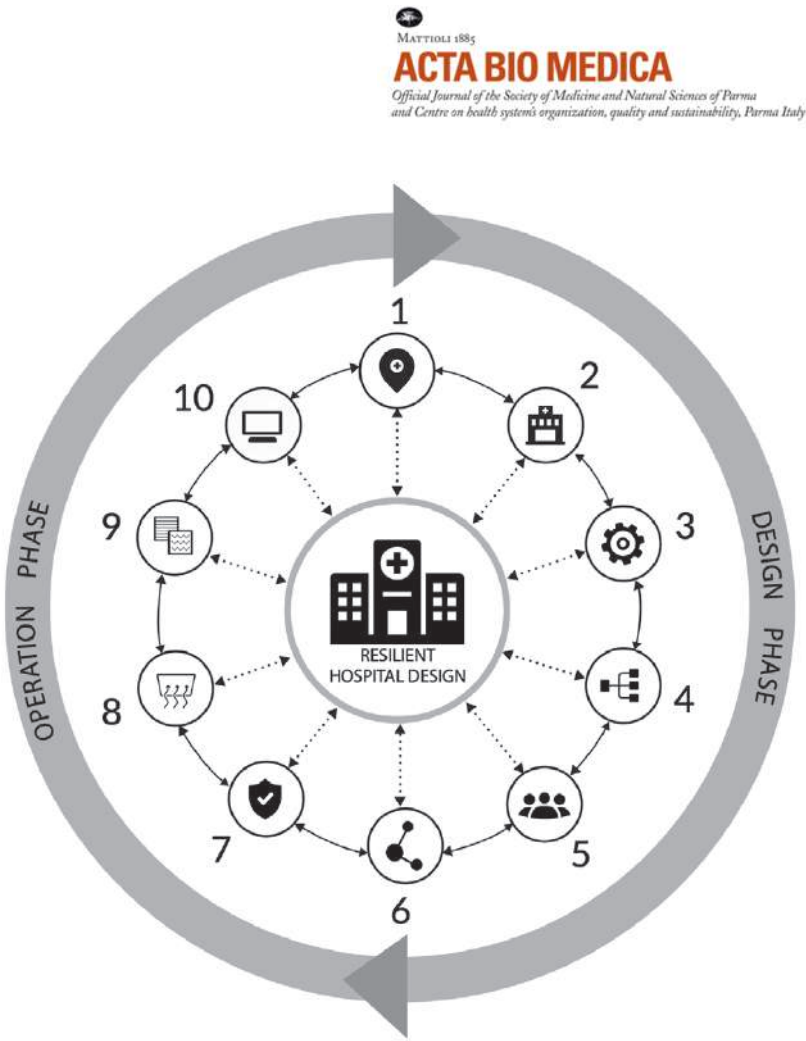 MATTIOLI 1885
ACTA BIO MEDICA
Official Journal of the Society of Medicine and Natural Sciences of Parma
and Centre on health system's organization, quality and sustainability, Parma Italy
1
2
3
4
5
6
7
8
9
10
DESIGN PHASE
OPERATION PHASE
RESILIENT
HOSPITAL DESIGN